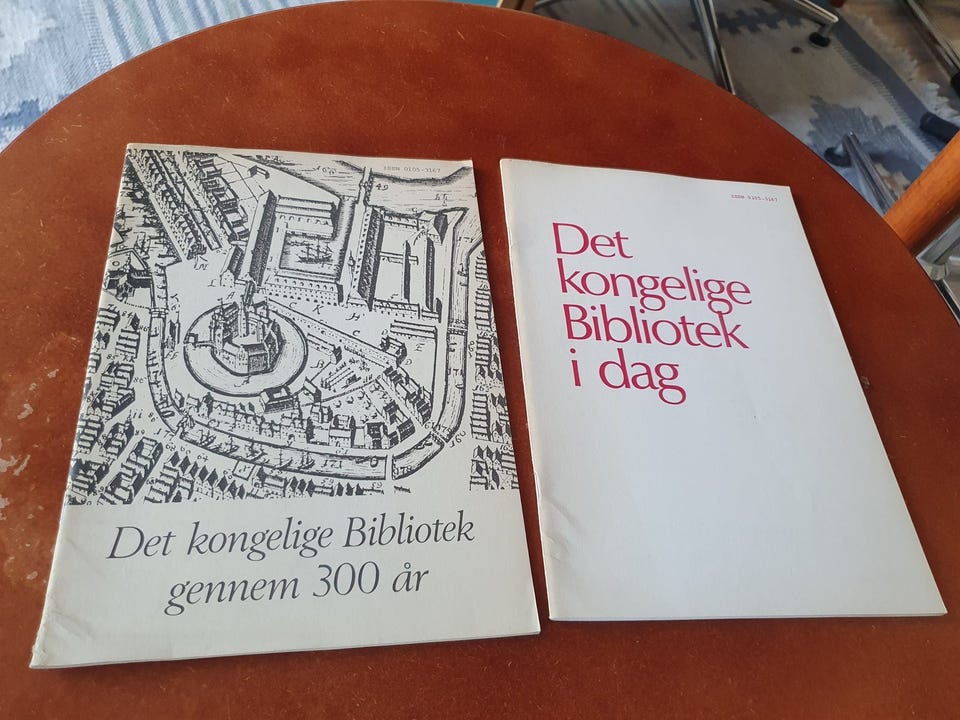 ISSN 0105-3167
Det kongelige Bibliotek
gennem 300 år
ISSN 0105-3167
Det
kongelige
Bibliotek
i dag